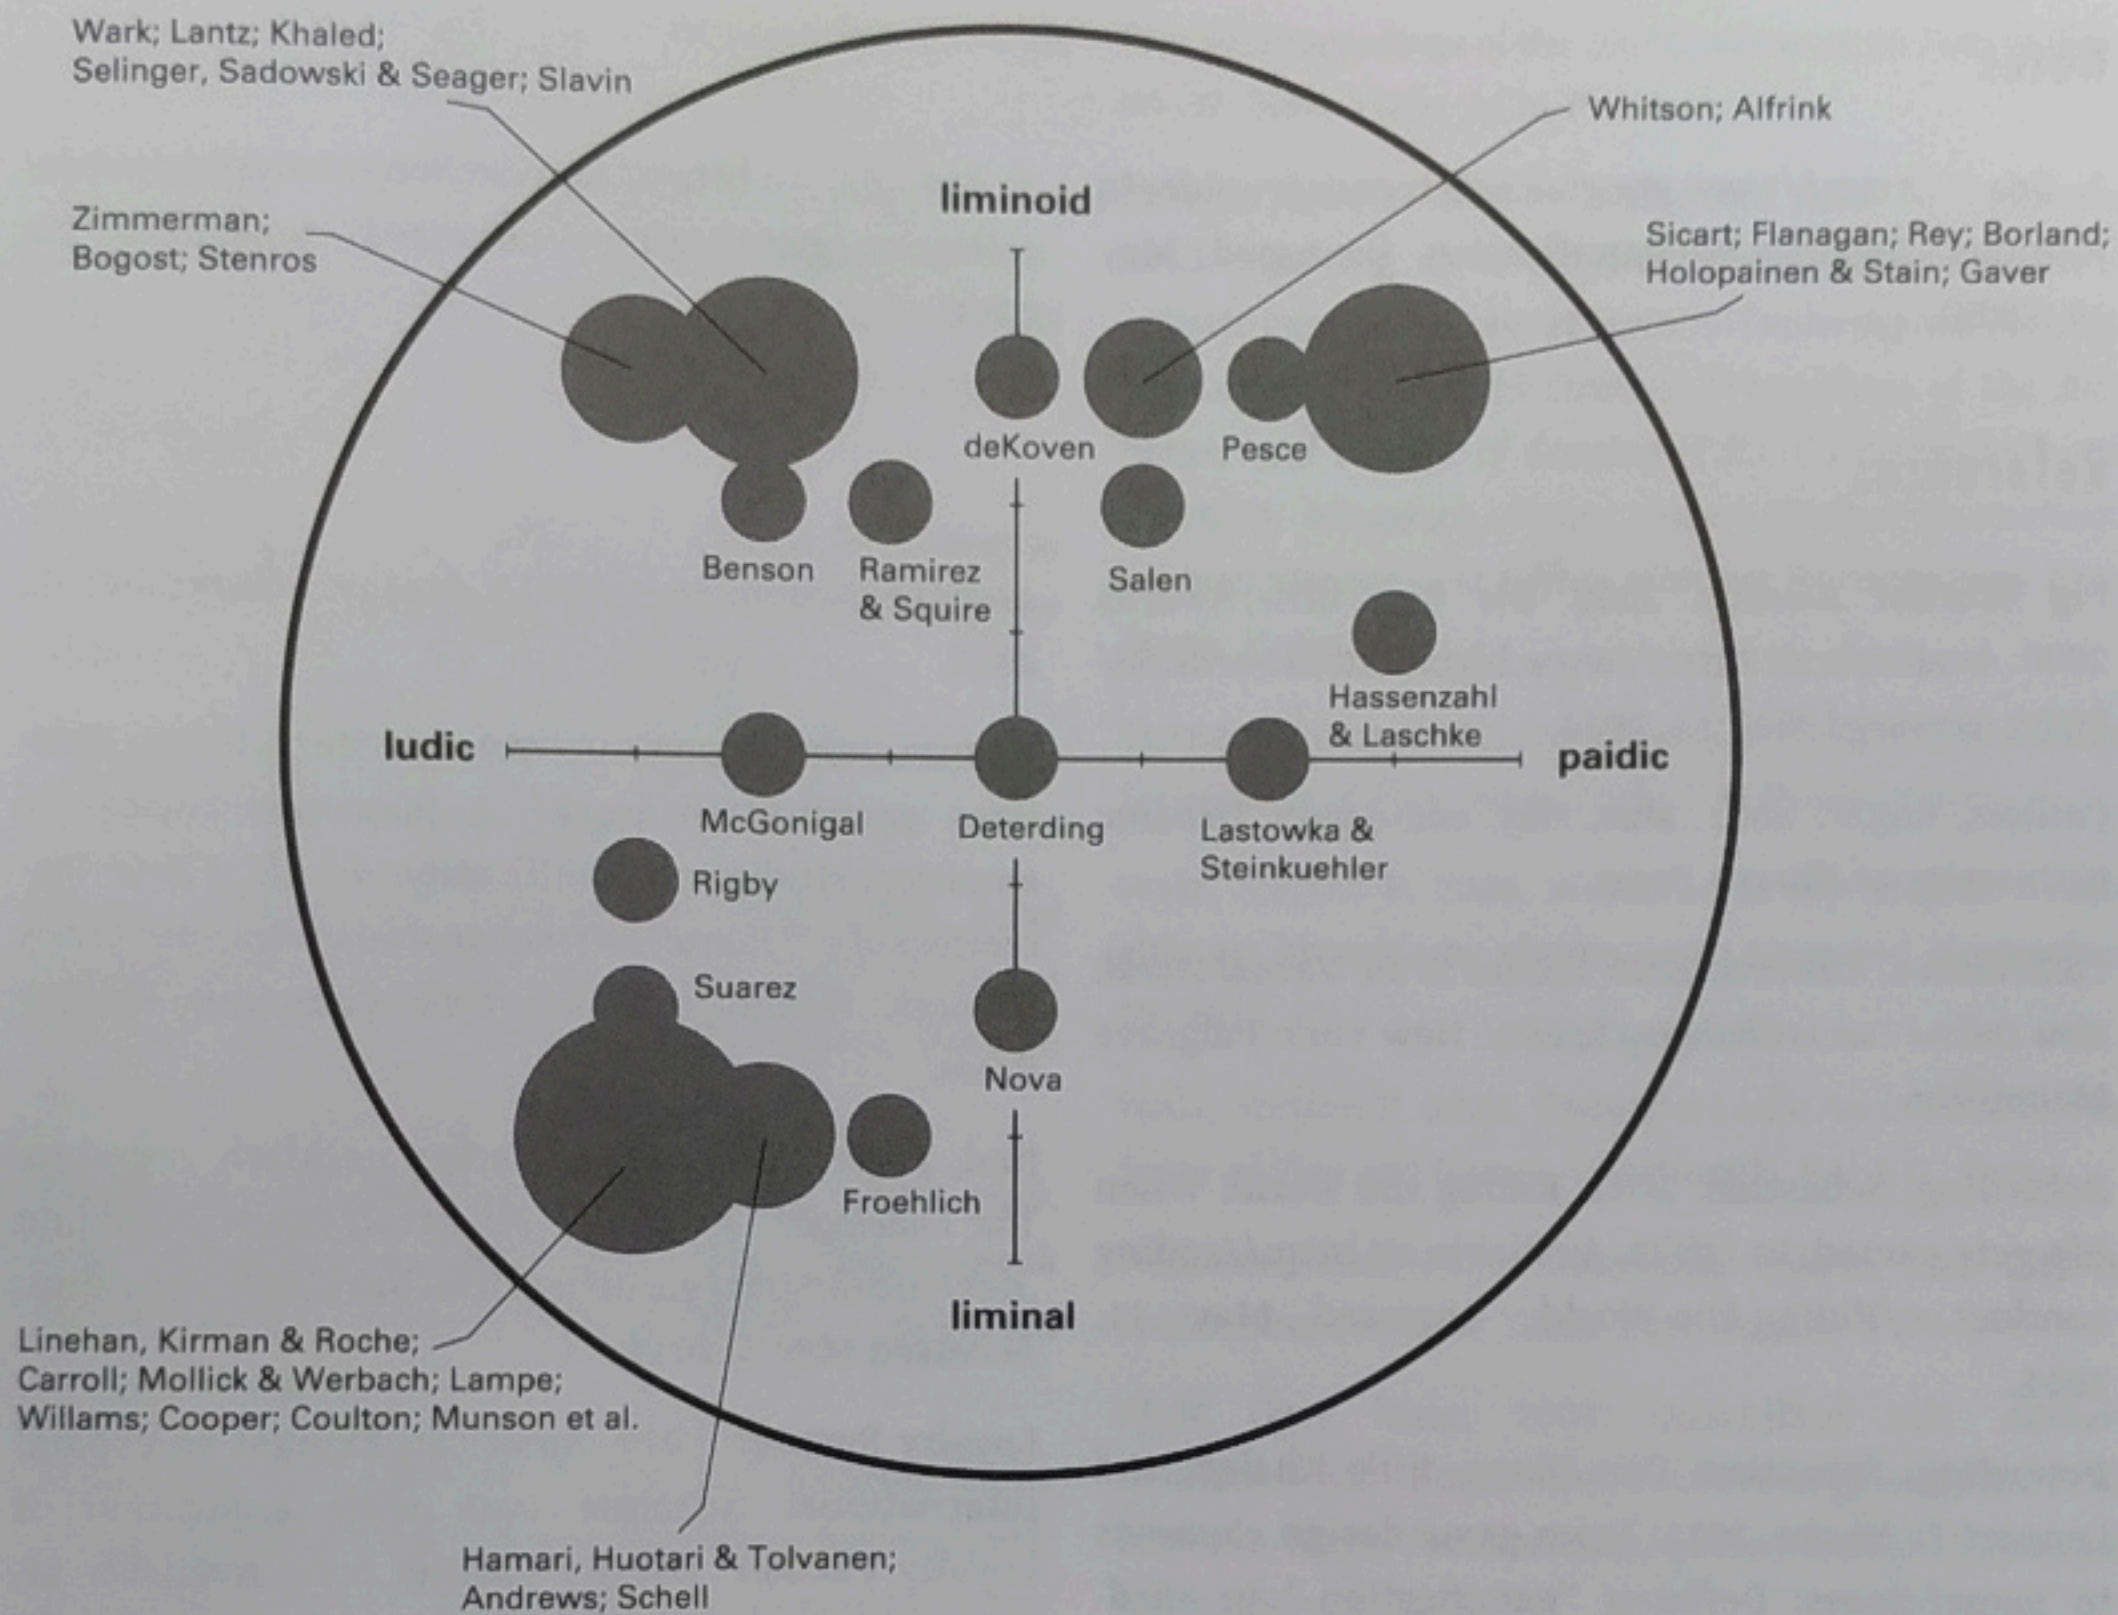 Wark; Lantz; Khaled;
Selinger, Sadowski & Seager; Slavin
Whitson; Alfrink
liminoid
Zimmerman;
Bogost; Stenros
Sicart; Flanagan; Rey; Borland;
Holopainen & Stain; Gaver
deKoven
Pesce
Benson
Ramirez
& Squire
Salen
Hassenzahl
& Laschke
ludic
paidic
McGonigal
Deterding
Lastowka &
Steinkuehler
Rigby
Suarez
Nova
Froehlich
liminal
Linehan, Kirman & Roche;
Carroll; Mollick & Werbach; Lampe;
Willams; Cooper; Coulton; Munson et al.
Hamari, Huotari & Tolvanen;
Andrews; Schell